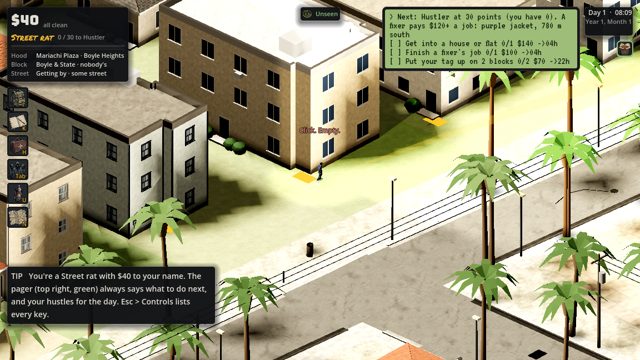 $40 all clean
STREET RAT 0 / 30 to Hustler
Hood Mariachi Plaza · Boyle Heights
Block Boyle & State · nobody's
Street Getting by · some street
Unseen
> Next: Hustler at 30 points (you have 0). A
fixer pays $120+ a job: purple jacket, 780 m
south
[ ] Get into a house or flat 0/1 $140 ->04h
[ ] Finish a fixer's job 0/1 $100 ->04h
[ ] Put your tag up on 2 blocks 0/2 $70 ->22h
Day 1 · 08:09
Year 1, Month 1
Click. Empty.
H
Tab
U
TIP You're a Street rat with $40 to your name. The
pager (top right, green) always says what to do next,
and your hustles for the day. Esc > Controls lists
every key.